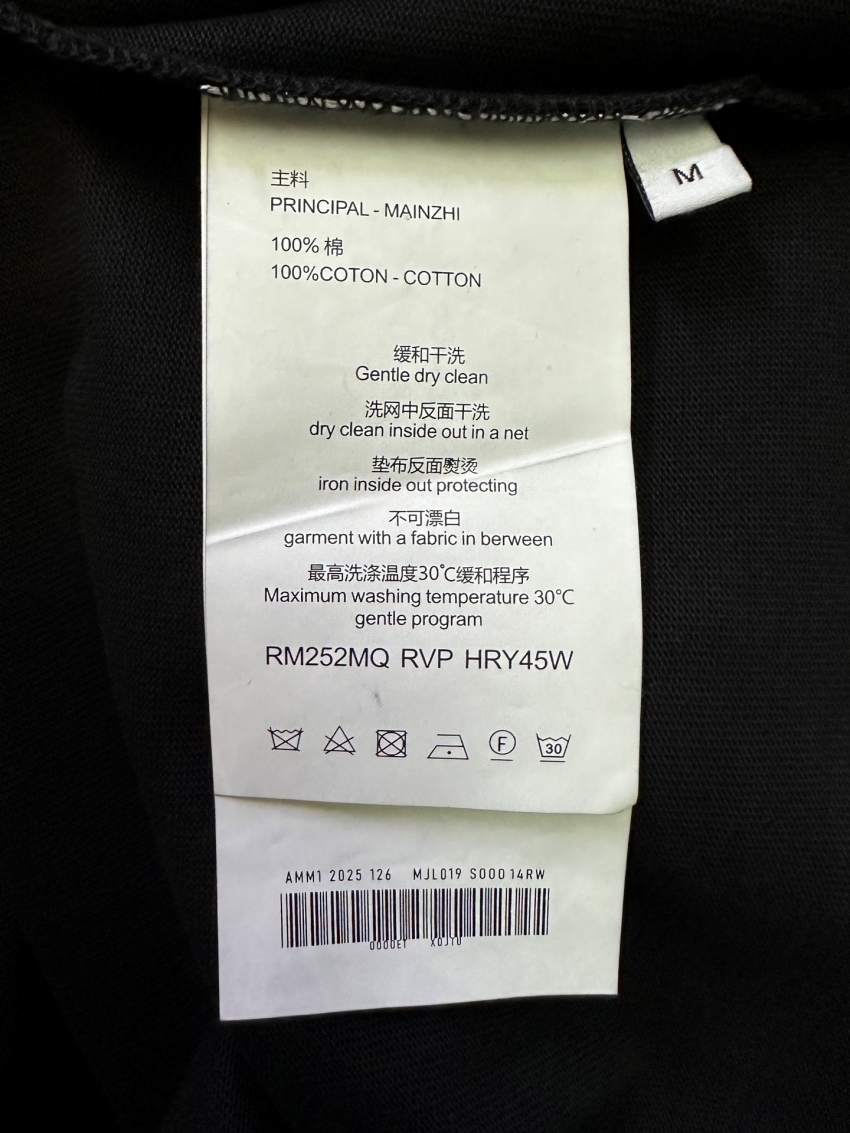 M
主料
PRINCIPAL - MAINZHI
100% 棉
100%COTON - COTTON
缓和干洗
Gentle dry clean
洗网中反面干洗
dry clean inside out in a net
垫布反面熨烫
iron inside out protecting
不可漂白
garment with a fabric in berween
最高洗涤温度30℃缓和程序
Maximum washing temperature 30℃
gentle program
RM252MQ RVP HRY45W
F
30
AMM1 2025 126 MJL019 S000 14RW